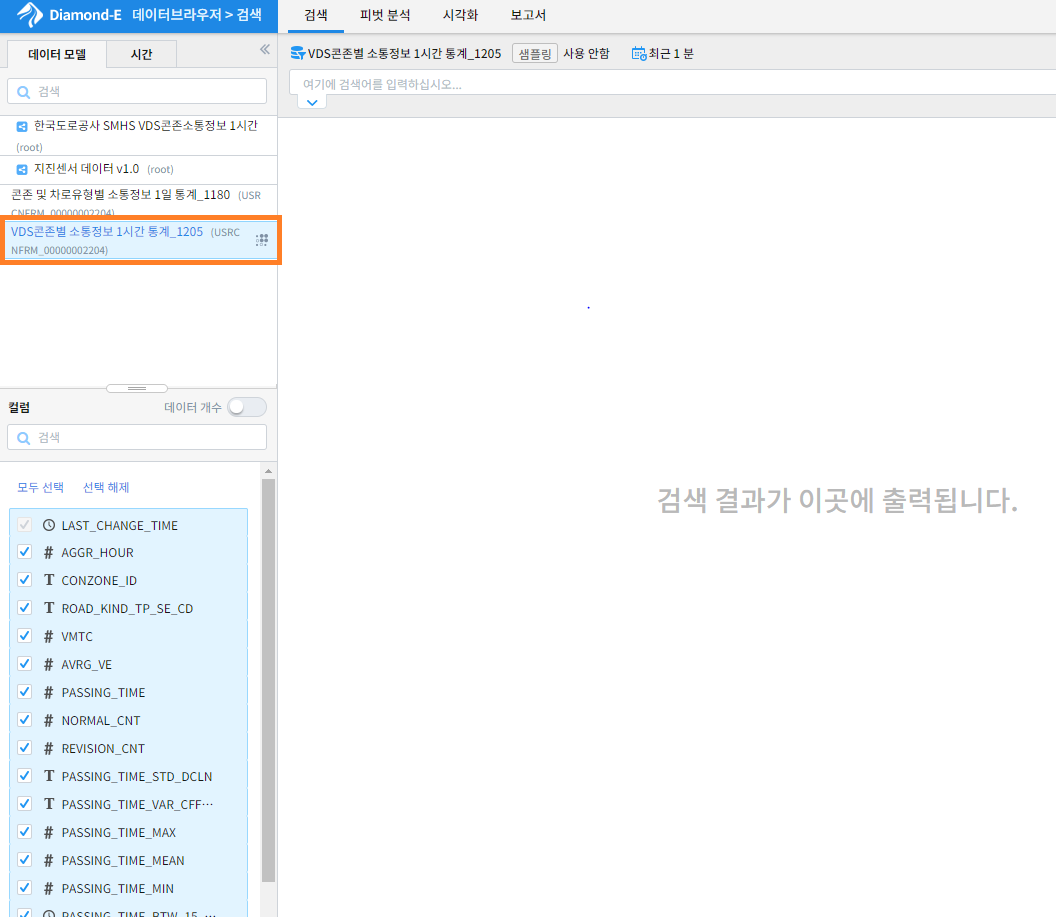 Diamond-E 데이터브라우저 > 검색
검색 피벗 분석 시각화 보고서
데이터 모델 시간
VDS콘존별 소통정보 1시간 통계_1205 샘플링 사용 안함 최근 1 분
검색
여기에 검색어를 입력하십시오...
한국도로공사 SMHS VDS콘존소통정보 1시간
(root)
지진센서 데이터 v1.0 (root)
콘존 및 차로유형별 소통정보 1일 통계_1180 (USR
CNFRM_00000002204)
VDS콘존별 소통정보 1시간 통계_1205 (USRC
NFRM_00000002204)
컬럼 데이터 개수
검색
모두 선택 선택 해제
검색 결과가 이곳에 출력됩니다.
LAST_CHANGE_TIME
# AGGR_HOUR
T CONZONE_ID
T ROAD_KIND_TP_SE_CD
# VMTC
# AVRG_VE
# PASSING_TIME
# NORMAL_CNT
# REVISION_CNT
T PASSING_TIME_STD_DCLN
T PASSING_TIME_VAR_CFF...
# PASSING_TIME_MAX
# PASSING_TIME_MEAN
# PASSING_TIME_MIN
PASSING_TIME_BTW_15_...